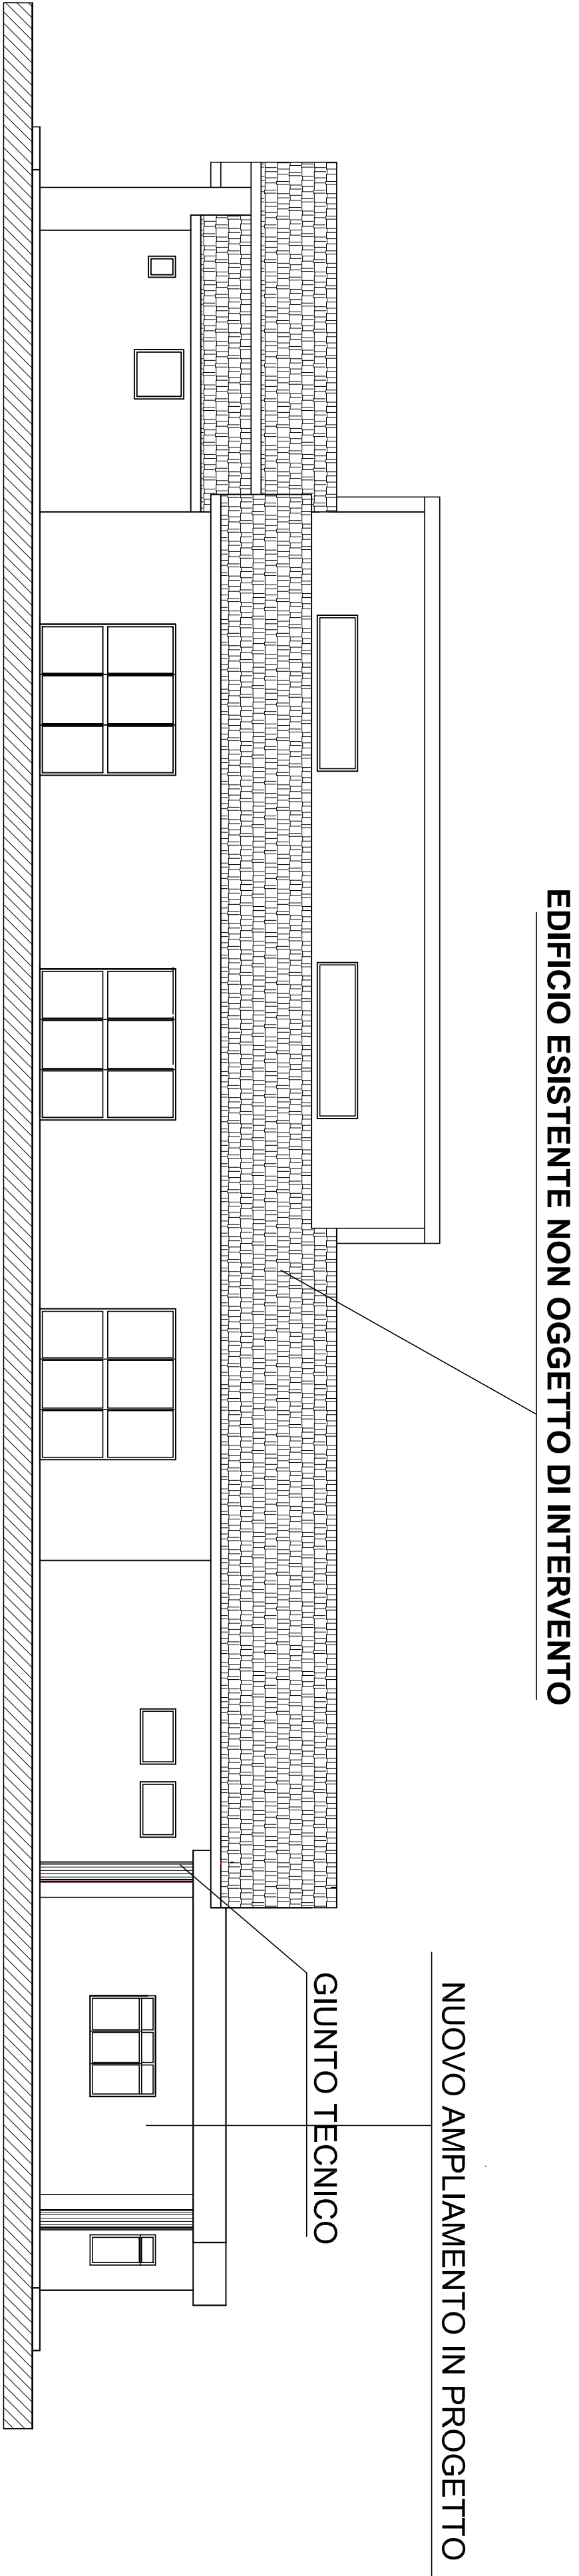 EDIFICIO ESISTENTE NON OGGETTO DI INTERVENTO
NUOVO AMPLIAMENTO IN PROGETTO
GIUNTO TECNICO